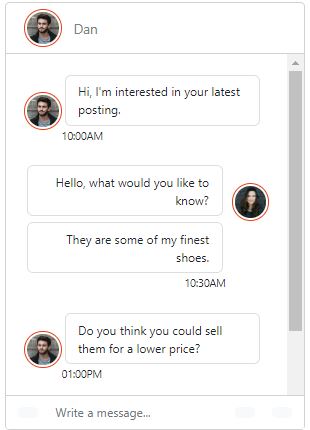 Dan
Hi, I'm interested in your latest
posting.
10:00AM
Hello, what would you like to
know?
They are some of my finest
shoes.
10:30AM
Do you think you could sell
them for a lower price?
01:00PM
Write a message...